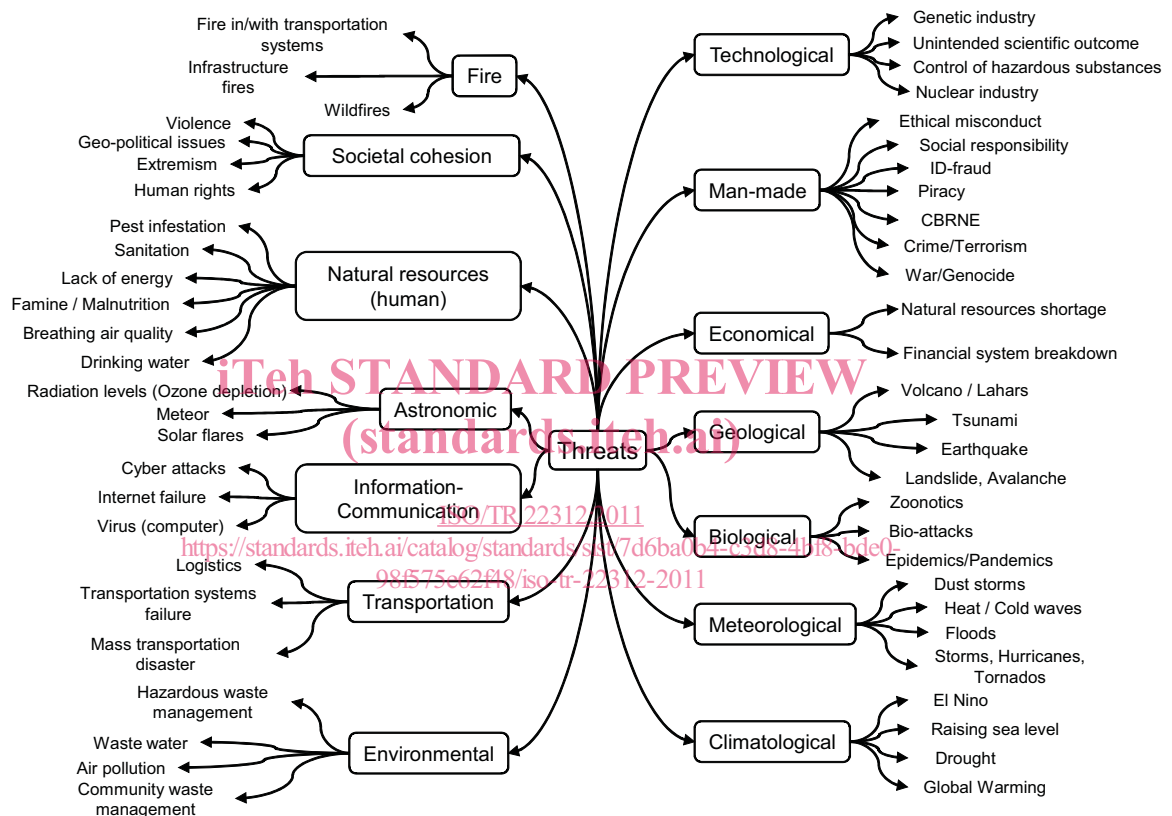 Fire in/with transportation
systems
Infrastructure
fires
Wildfires
Fire
Violence
Geo-political issues
Extremism
Human rights
Societal cohesion
Pest infestation
Sanitation
Lack of energy
Famine / Malnutrition
Breathing air quality
Drinking water
Natural resources
(human)
Radiation levels (Ozone depletion)
Meteor
Solar flares
Astronomic
Cyber attacks
Internet failure
Virus (computer)
Information-
Communication
Logistics
Transportation systems
failure
Mass transportation
disaster
Transportation
Hazardous waste
management
Waste water
Air pollution
Community waste
management
Environmental
Threats
Technological
Genetic industry
Unintended scientific outcome
Control of hazardous substances
Nuclear industry
Man-made
Ethical misconduct
Social responsibility
ID-fraud
Piracy
CBRNE
Crime/Terrorism
War/Genocide
Economical
Natural resources shortage
Financial system breakdown
Geological
Volcano / Lahars
Tsunami
Earthquake
Landslide, Avalanche
Biological
Zoonotics
Bio-attacks
Epidemics/Pandemics
Meteorological
Dust storms
Heat / Cold waves
Floods
Storms, Hurricanes,
Tornados
Climatological
El Nino
Raising sea level
Drought
Global Warming
iTeh STANDARD PREVIEW
(standards.iteh.ai)
ISO/TR 22312:2011
https://standards.iteh.ai/catalog/standards/sist/7d6ba0b4-c3d8-4bf8-bde0-
98f575e62f48/iso-tr-22312-2011